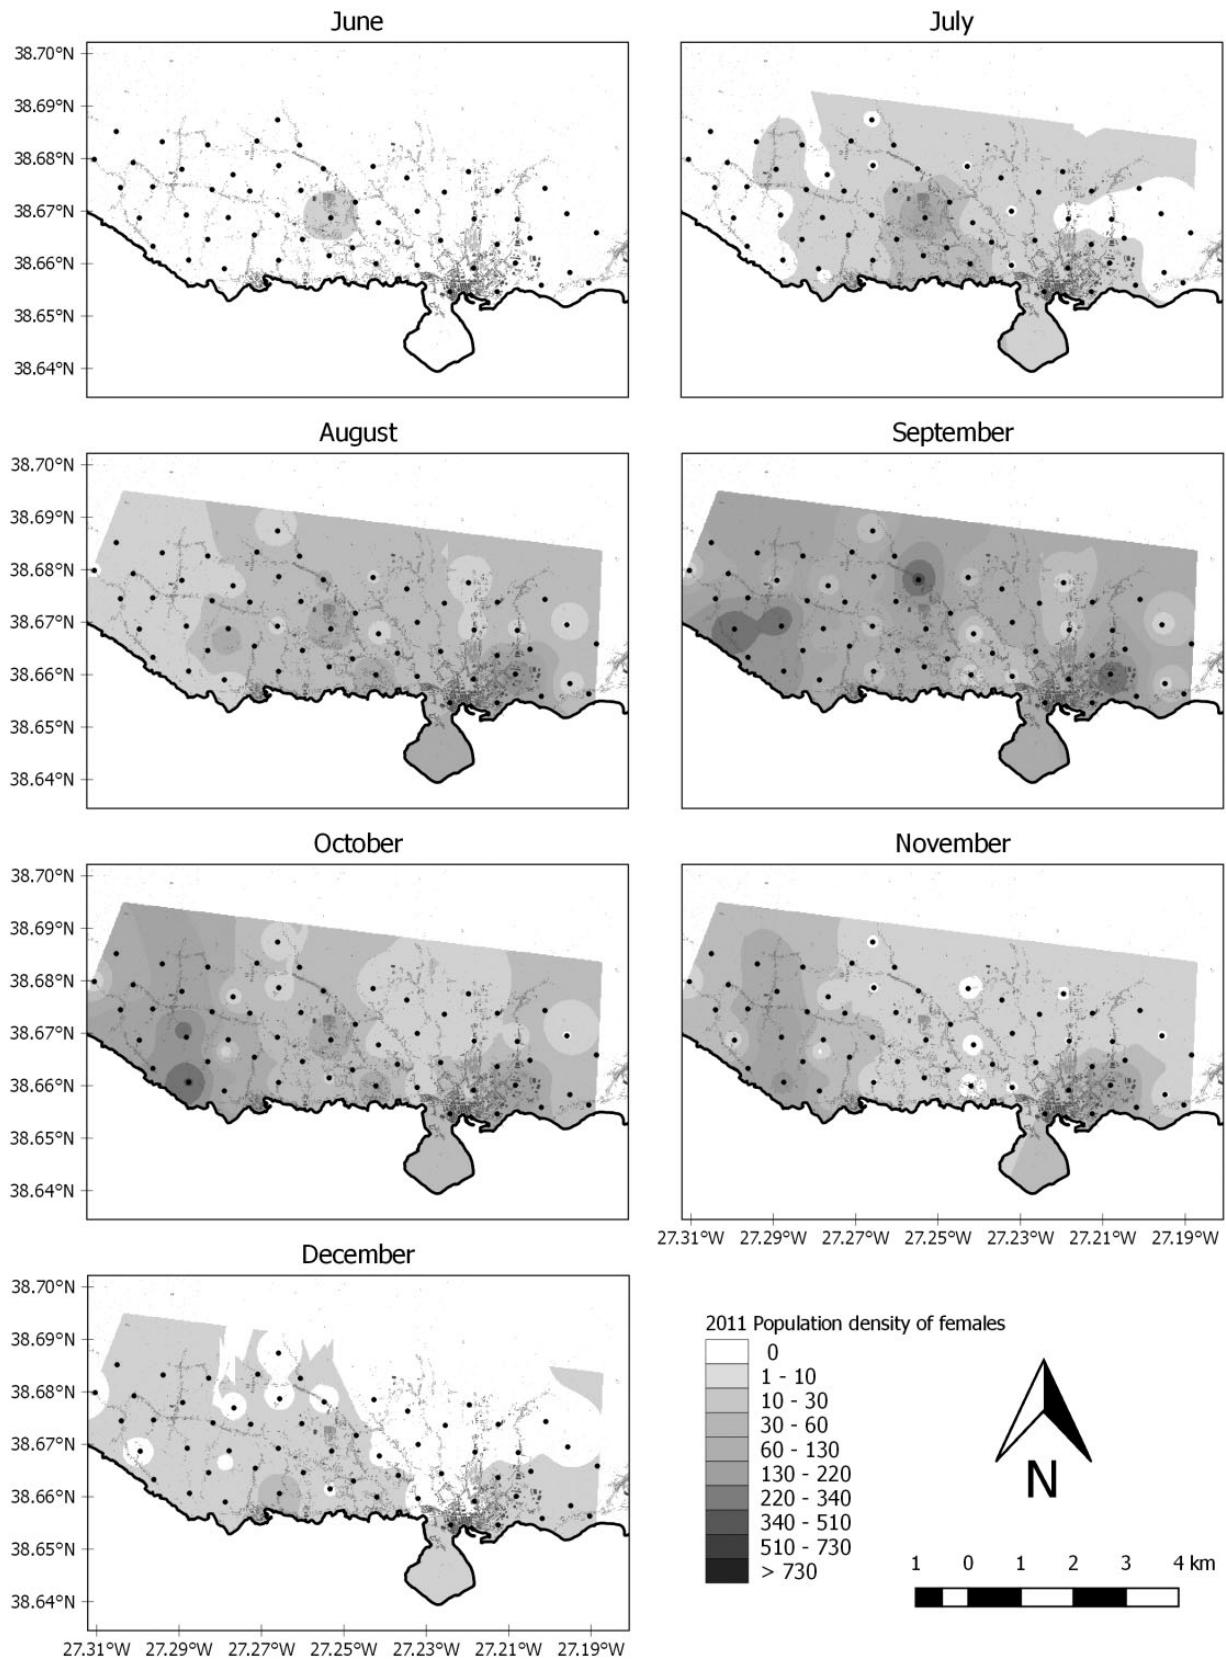 June
July
38.70°N
38.69°N
38.68°N
38.67°N
38.66°N
38.65°N
38.64°N
August
September
38.70°N
38.69°N
38.68°N
38.67°N
38.66°N
38.65°N
38.64°N
October
November
38.70°N
38.69°N
38.68°N
38.67°N
38.66°N
38.65°N
38.64°N
27.31°W 27.29°W 27.27°W 27.25°W 27.23°W 27.21°W 27.19°W
December
38.70°N
38.69°N
38.68°N
38.67°N
38.66°N
38.65°N
38.64°N
27.31°W 27.29°W 27.27°W 27.25°W 27.23°W 27.21°W 27.19°W
2011 Population density of females
0
1 - 10
10 - 30
30 - 60
60 - 130
130 - 220
220 - 340
340 - 510
510 - 730
> 730
N
1 0 1 2 3 4 km